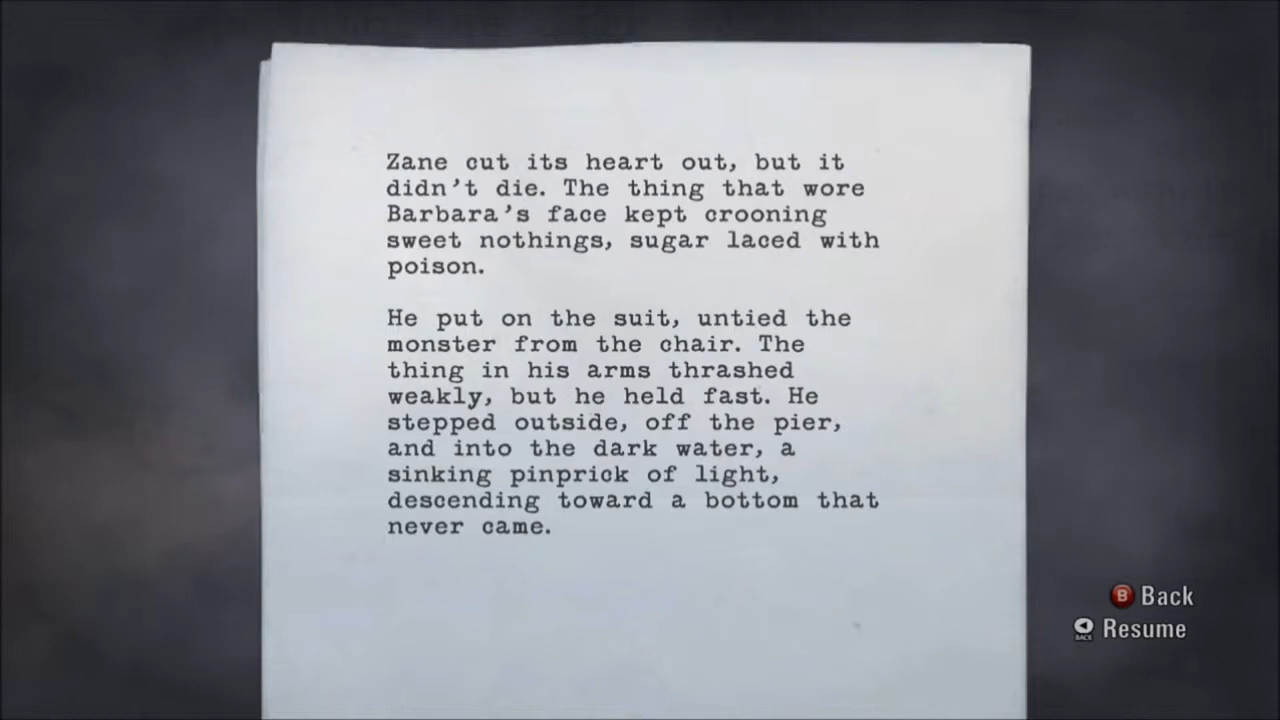 Zane cut its heart out, but it
didn't die. The thing that wore
Barbara's face kept crooning
sweet nothings, sugar laced with
poison.
He put on the suit, untied the
monster from the chair. The
thing in his arms thrashed
weakly, but he held fast. He
stepped outside, off the pier,
and into the dark water, a
sinking pinprick of light,
descending toward a bottom that
never came.
B Back
BACK Resume